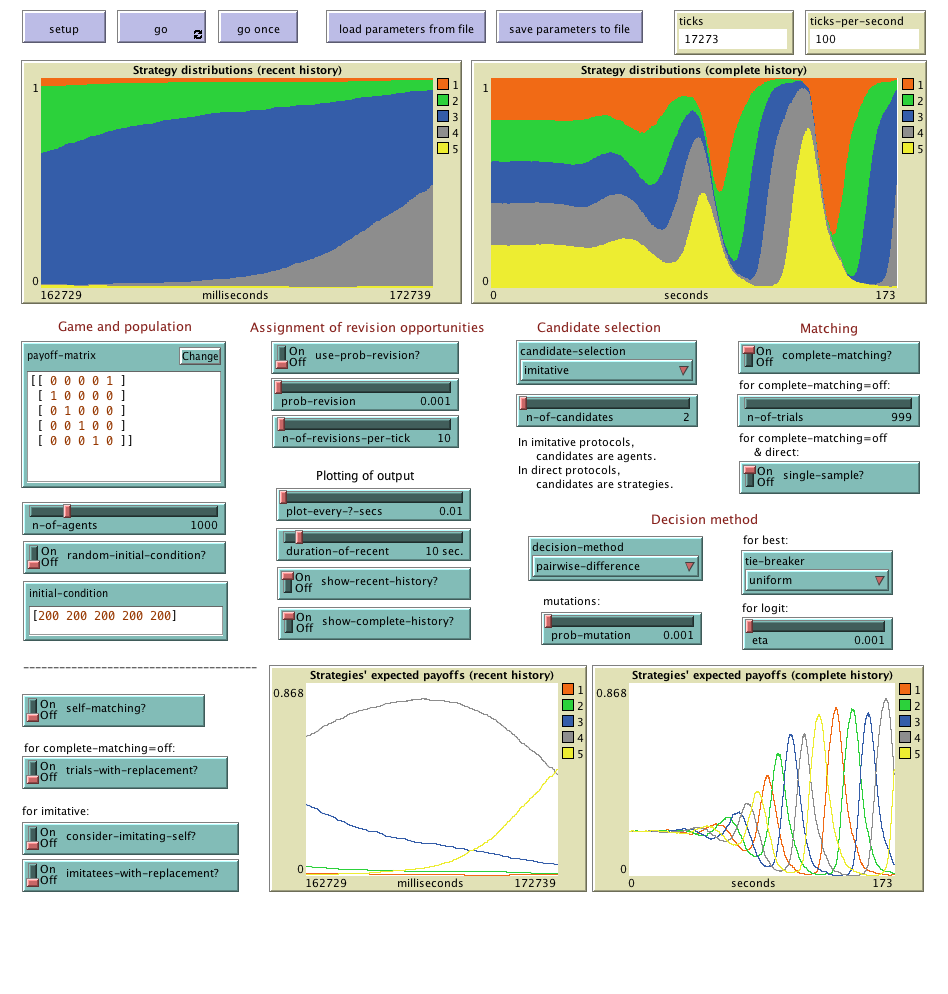 setup
go
go once
load parameters from file
save parameters to file
ticks
17273
ticks-per-second
100
Strategy distributions (recent history)
1
0
162729
milliseconds
172739
1
2
3
4
5
Strategy distributions (complete history)
1
0
0
seconds
173
1
2
3
4
5
Game and population
payoff-matrix
Change
[[ 0 0 0 0 1 ]
[ 1 0 0 0 0 ]
[ 0 1 0 0 0 ]
[ 0 0 1 0 0 ]
[ 0 0 0 1 0 ]]
n-of-agents 1000
On
Off
random-initial-condition?
initial-condition
[200 200 200 200 200]
Assignment of revision opportunities
On
Off
use-prob-revision?
prob-revision 0.001
n-of-revisions-per-tick 10
Plotting of output
plot-every-?-secs 0.01
duration-of-recent 10 sec.
On
Off
show-recent-history?
On
Off
show-complete-history?
Candidate selection
candidate-selection
imitative
n-of-candidates 2
In imitative protocols,
candidates are agents.
In direct protocols,
candidates are strategies.
Matching
On
Off
complete-matching?
for complete-matching=off:
n-of-trials 999
for complete-matching=off
& direct:
On
Off
single-sample?
Decision method
decision-method
pairwise-difference
mutations:
prob-mutation 0.001
for best:
tie-breaker
uniform
for logit:
eta 0.001
On
Off
self-matching?
for complete-matching=off:
On
Off
trials-with-replacement?
for imitative:
On
Off
consider-imitating-self?
On
Off
imitatees-with-replacement?
Strategies' expected payoffs (recent history)
0.868
0
162729
milliseconds
172739
1
2
3
4
5
Strategies' expected payoffs (complete history)
0.868
0
0
seconds
173
1
2
3
4
5